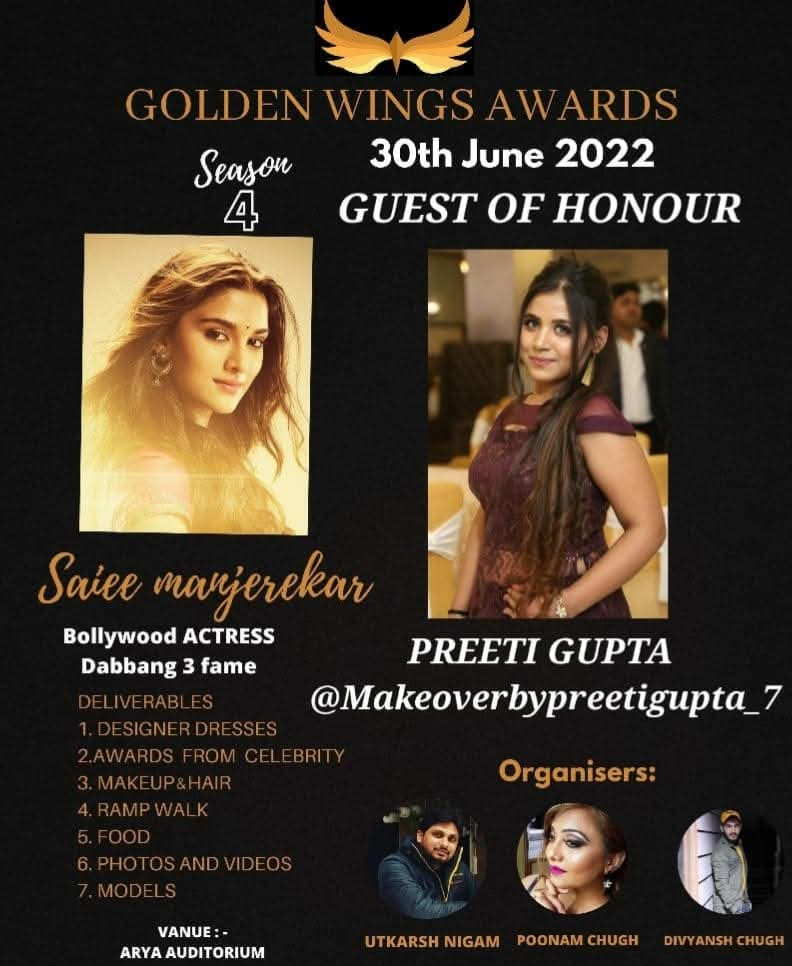 GOLDEN WINGS AWARDS
30th June 2022
Season
4
GUEST OF HONOUR
Saiee manjerekar
Bollywood ACTRESS
Dabbang 3 fame
PREETI GUPTA
@Makeoverbypreetigupta_7
DELIVERABLES
1. DESIGNER DRESSES
2.AWARDS FROM CELEBRITY
3. MAKEUP&HAIR
4. RAMP WALK
5. FOOD
6. PHOTOS AND VIDEOS
7. MODELS
VANUE : -
ARYA AUDITORIUM
Organisers:
UTKARSH NIGAM
POONAM CHUGH
DIVYANSH CHUGH